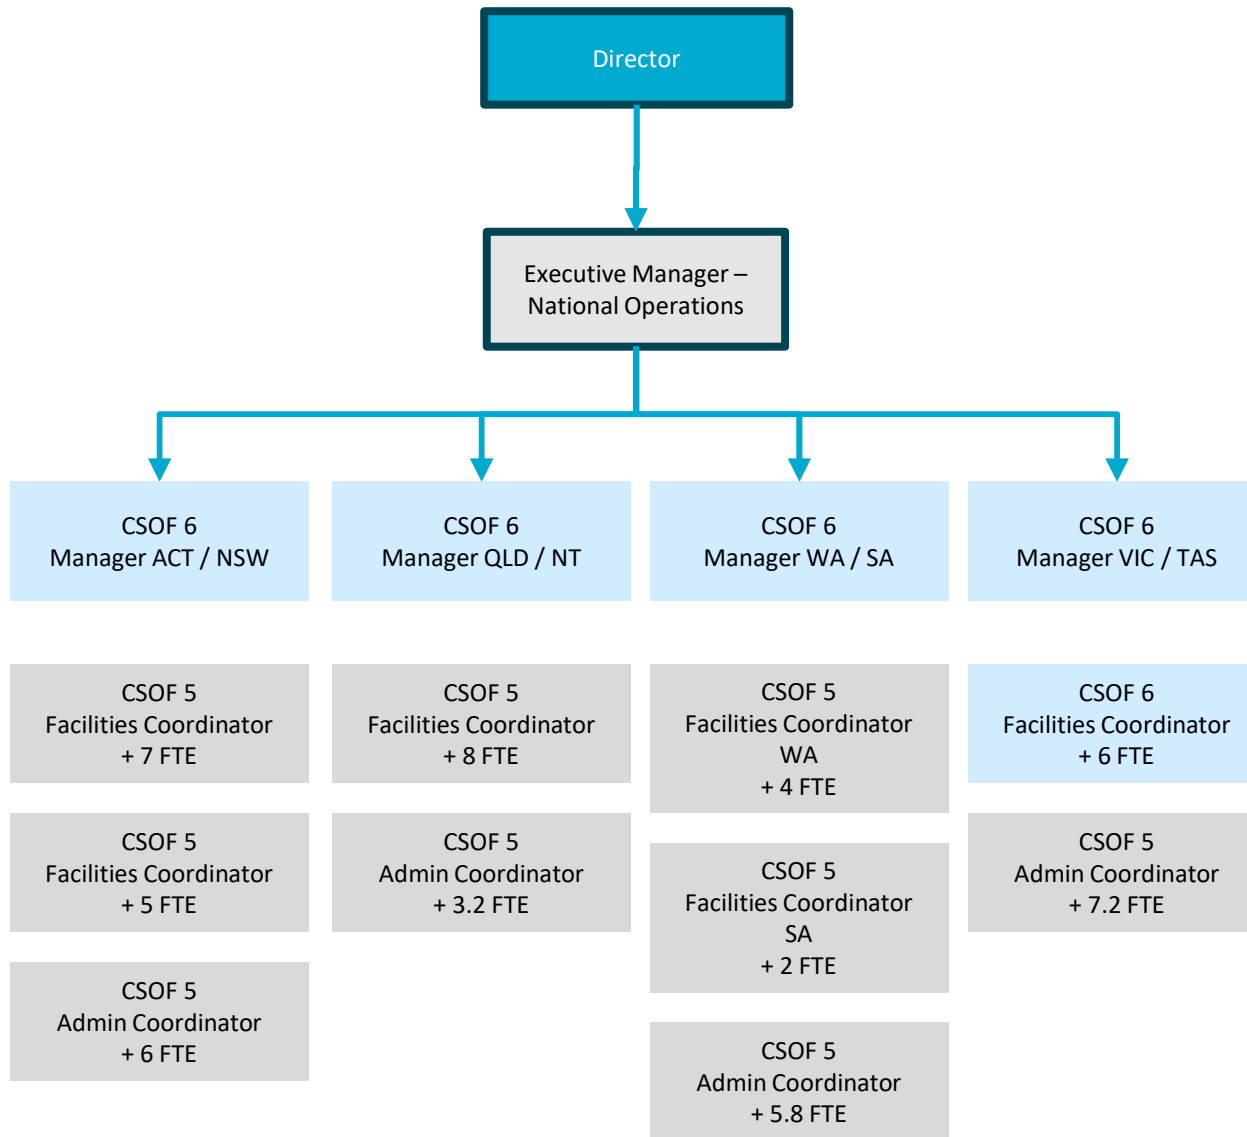 Director
Executive Manager –
National Operations
CSOF 6
Manager ACT / NSW
CSOF 6
Manager QLD / NT
CSOF 6
Manager WA / SA
CSOF 6
Manager VIC / TAS
CSOF 5
Facilities Coordinator
+ 7 FTE
CSOF 5
Facilities Coordinator
+ 5 FTE
CSOF 5
Admin Coordinator
+ 6 FTE
CSOF 5
Facilities Coordinator
+ 8 FTE
CSOF 5
Admin Coordinator
+ 3.2 FTE
CSOF 5
Facilities Coordinator
WA
+ 4 FTE
CSOF 5
Facilities Coordinator
SA
+ 2 FTE
CSOF 5
Admin Coordinator
+ 5.8 FTE
CSOF 6
Facilities Coordinator
+ 6 FTE
CSOF 5
Admin Coordinator
+ 7.2 FTE